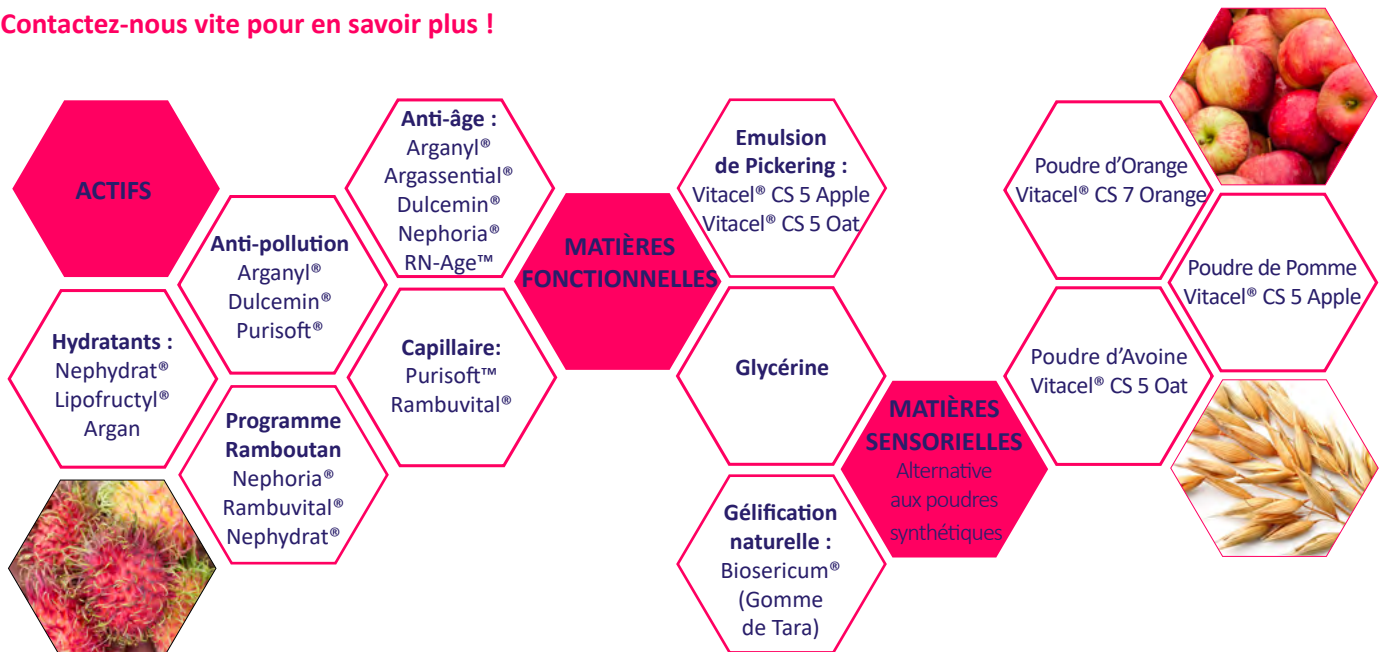 Contactez-nous vite pour en savoir plus !
ACTIFS
Hydratants :
Nephydrat®
Lipofructyl®
Argan
Anti-pollution
Arganyl®
Dulcemin®
Purisoft®
Programme
Ramboutan
Nephoria®
Rambuvital®
Nephydrat®
Anti-âge :
Arganyl®
Argassential®
Dulcemin®
Nephoria®
RN-Age™
Capillaire:
Purisoft™
Rambuvital®
MATIÈRES
FONCTIONNELLES
Emulsion
de Pickering :
Vitacel® CS 5 Apple
Vitacel® CS 5 Oat
Glycérine
Gélification
naturelle :
Biosericum®
(Gomme
de Tara)
MATIÈRES
SENSORIELLES
Alternative
aux poudres
synthétiques
Poudre d’Orange
Vitacel® CS 7 Orange
Poudre de Pomme
Vitacel® CS 5 Apple
Poudre d’Avoine
Vitacel® CS 5 Oat